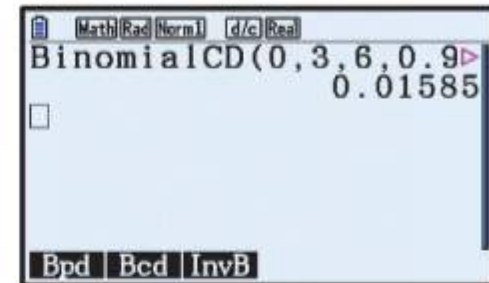 Math Rad Norm1 d/c Real
BinomialCD(0,3,6,0.9
0.01585
Bpd Bcd InvB